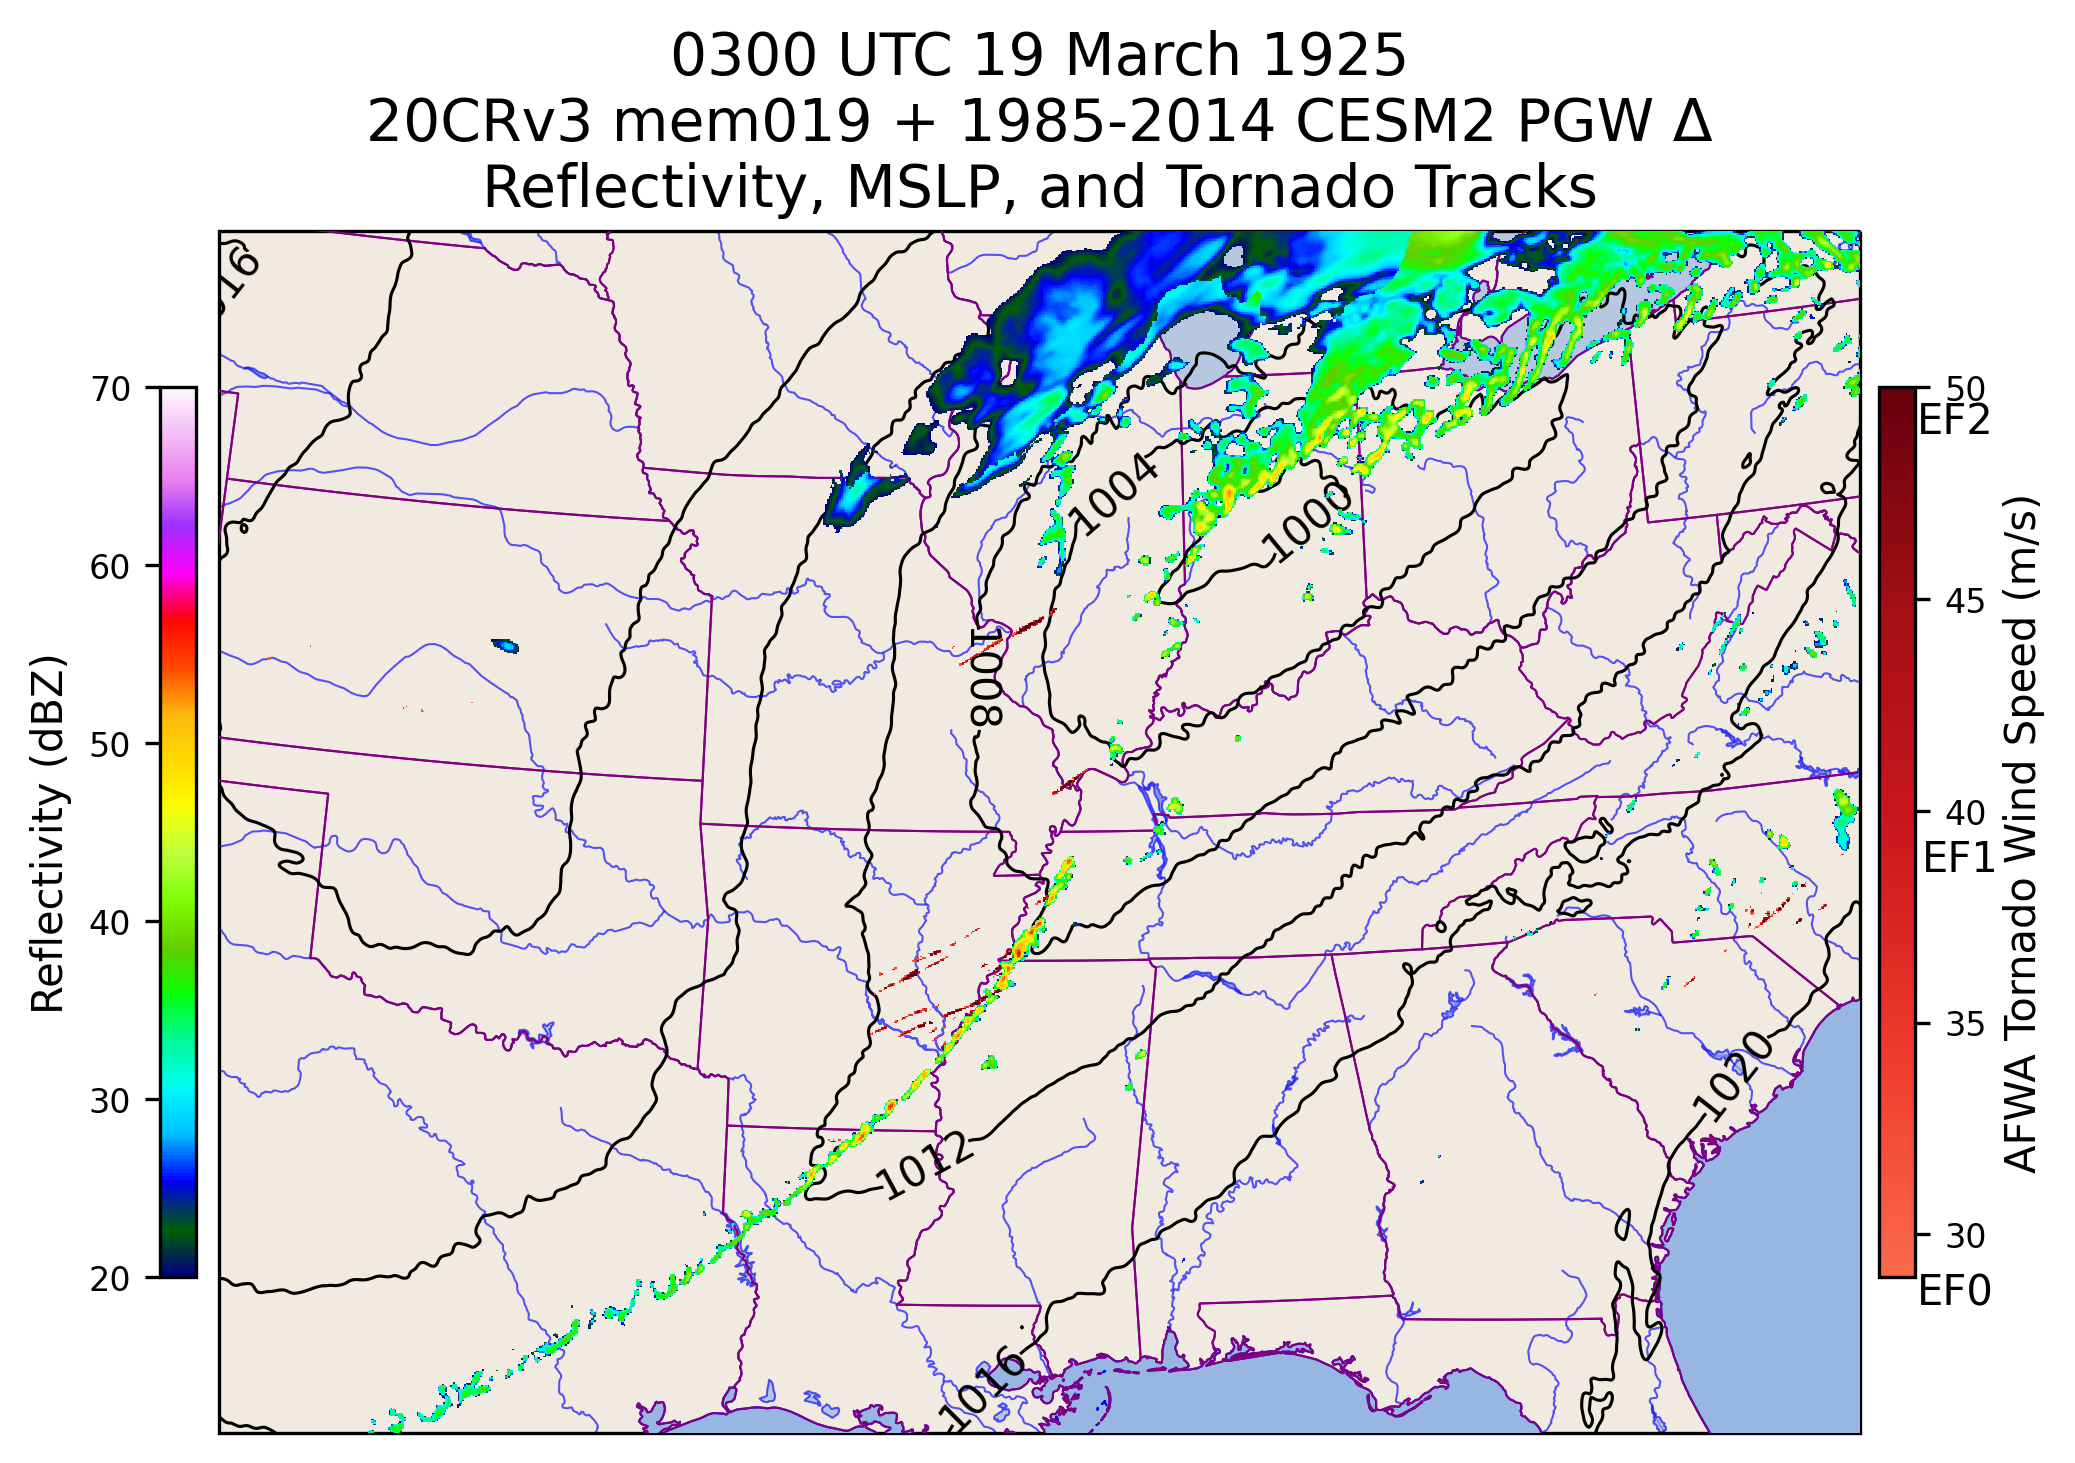 0300 UTC 19 March 1925
20CRv3 mem019 + 1985-2014 CESM2 PGW Δ
Reflectivity, MSLP, and Tornado Tracks
016
1004
1000
1008
1012
1020
1016
70
60
50
40
30
20
Reflectivity (dBZ)
50
EF2
45
40
EF1
35
30
EF0
AFWA Tornado Wind Speed (m/s)